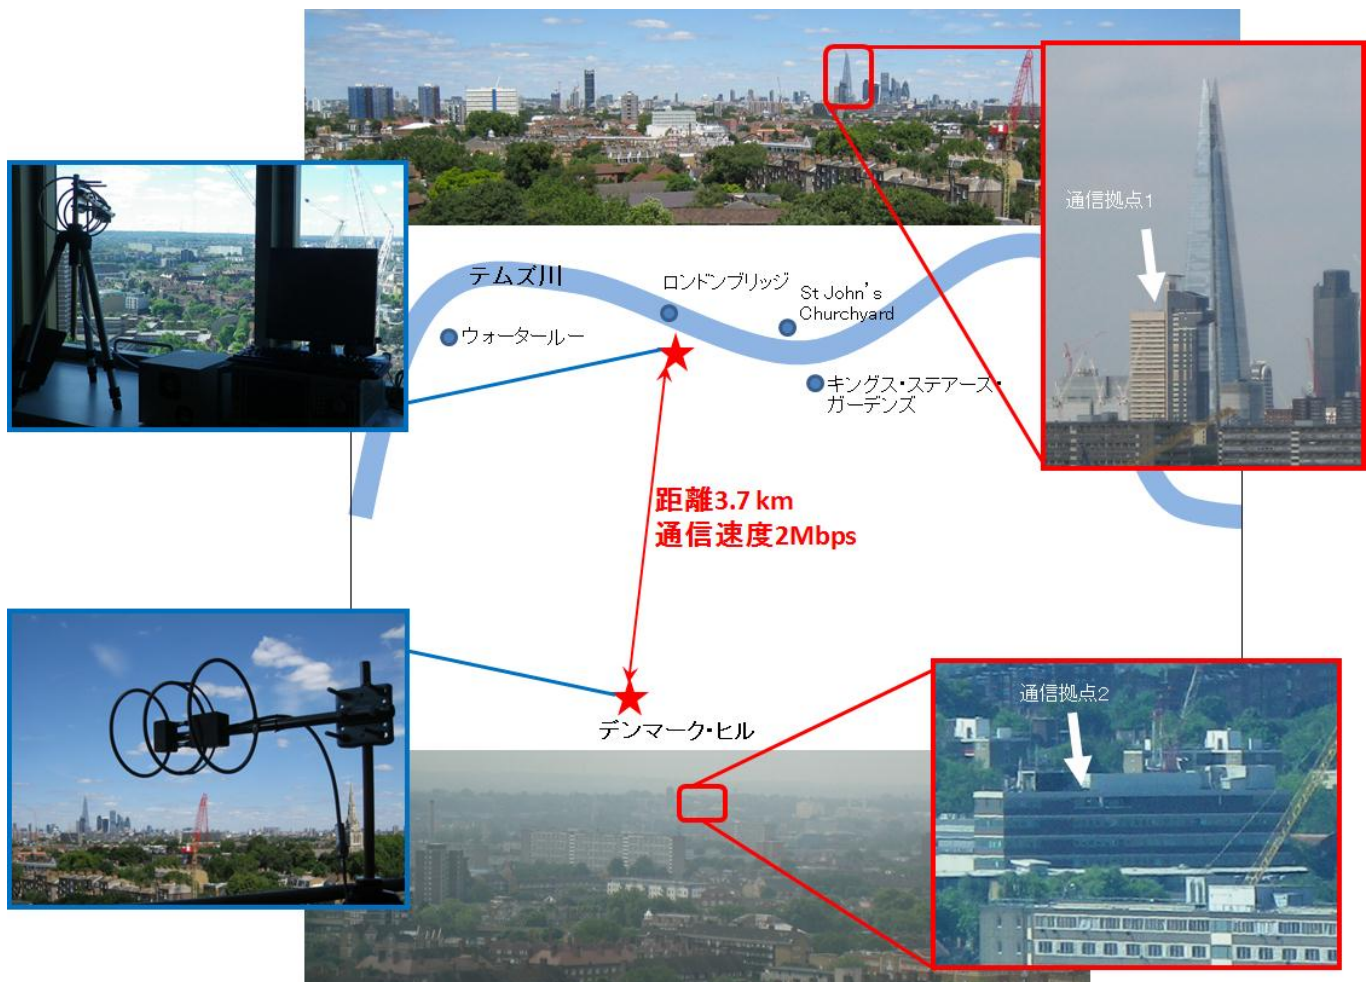 通信拠点1
テムズ川
ロンドンブリッジ
St John's
Churchyard
ウォータールー
キングス・ステアーズ・
ガーデンズ
距離3.7 km
通信速度2Mbps
通信拠点2
デンマーク・ヒル